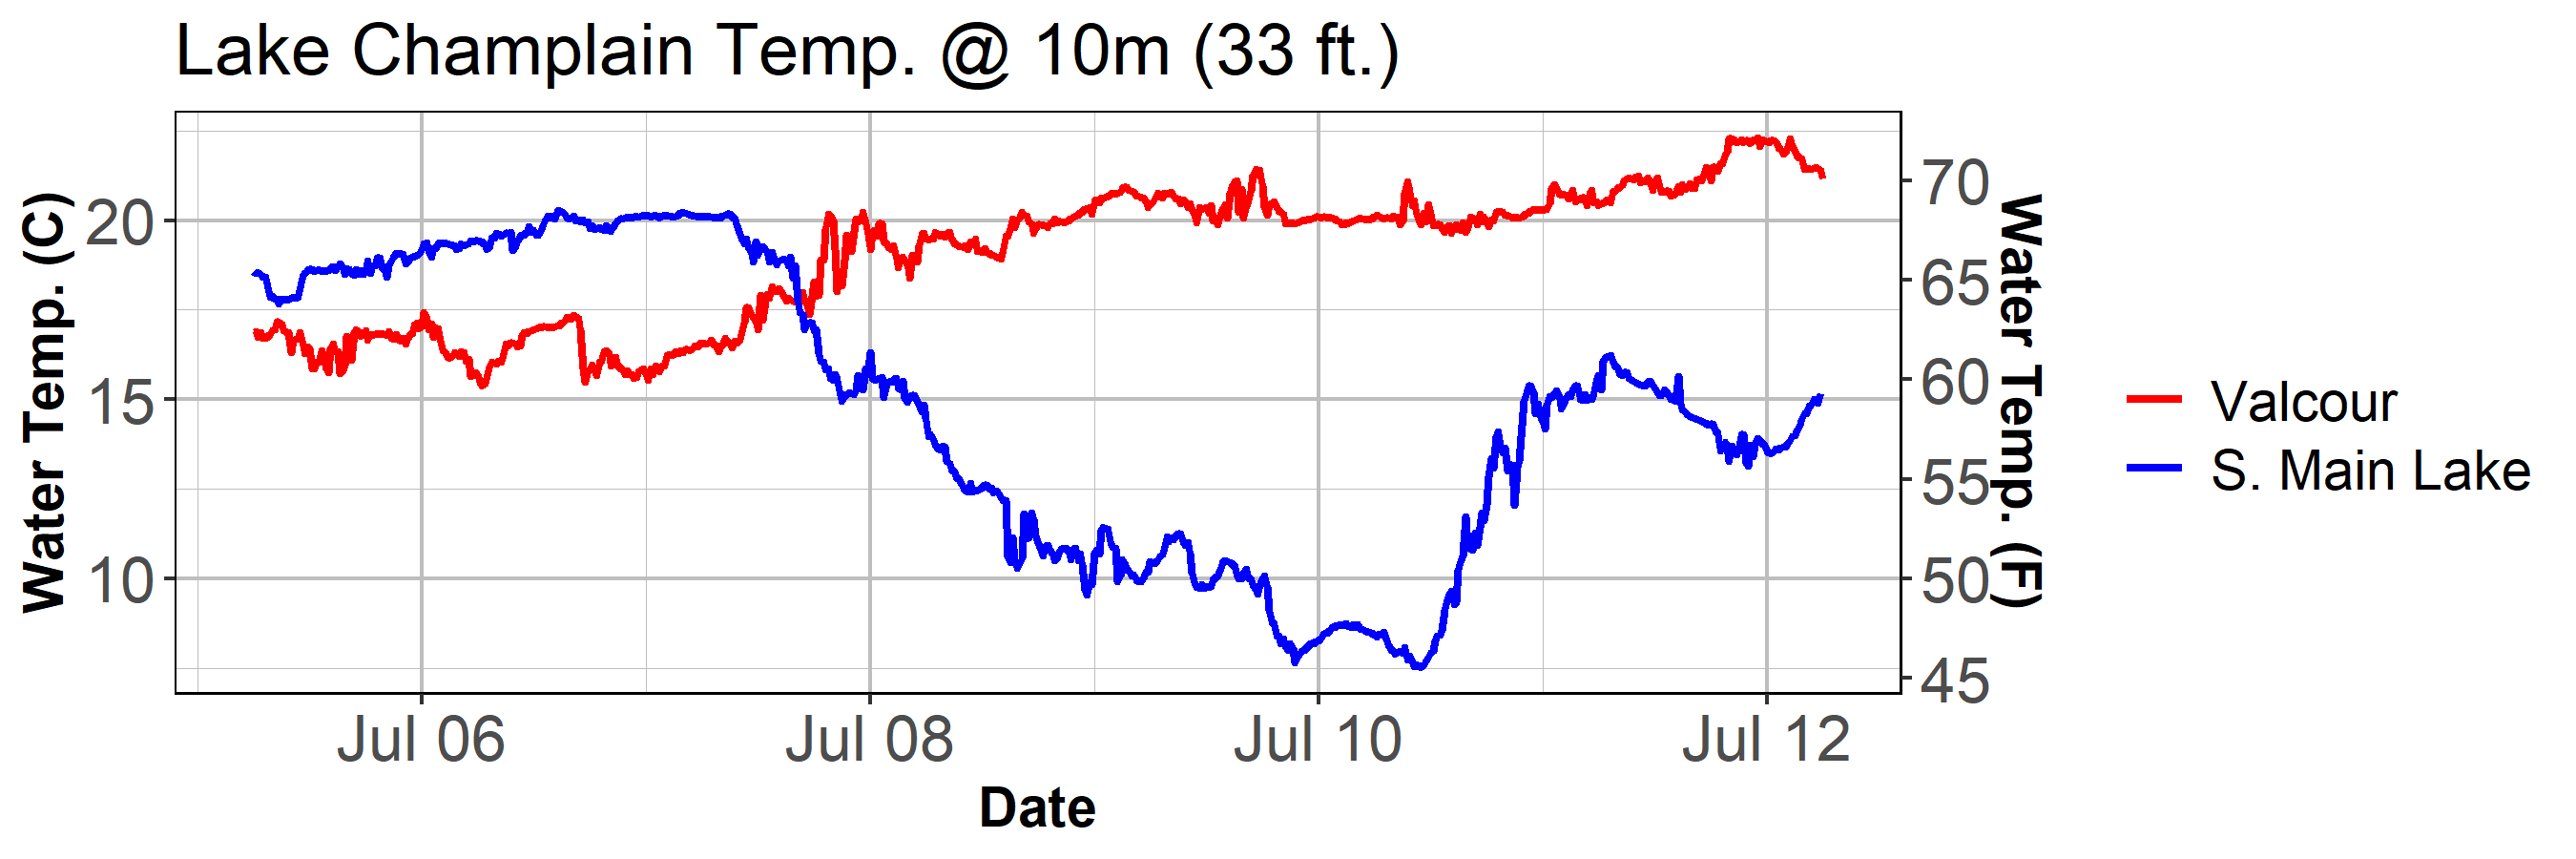 Lake Champlain Temp. @ 10m (33 ft.)
Water Temp. (C)
20
15
10
70
65
60
55
50
45
Water Temp. (F)
Jul 06
Jul 08
Jul 10
Jul 12
Date
Valcour
S. Main Lake